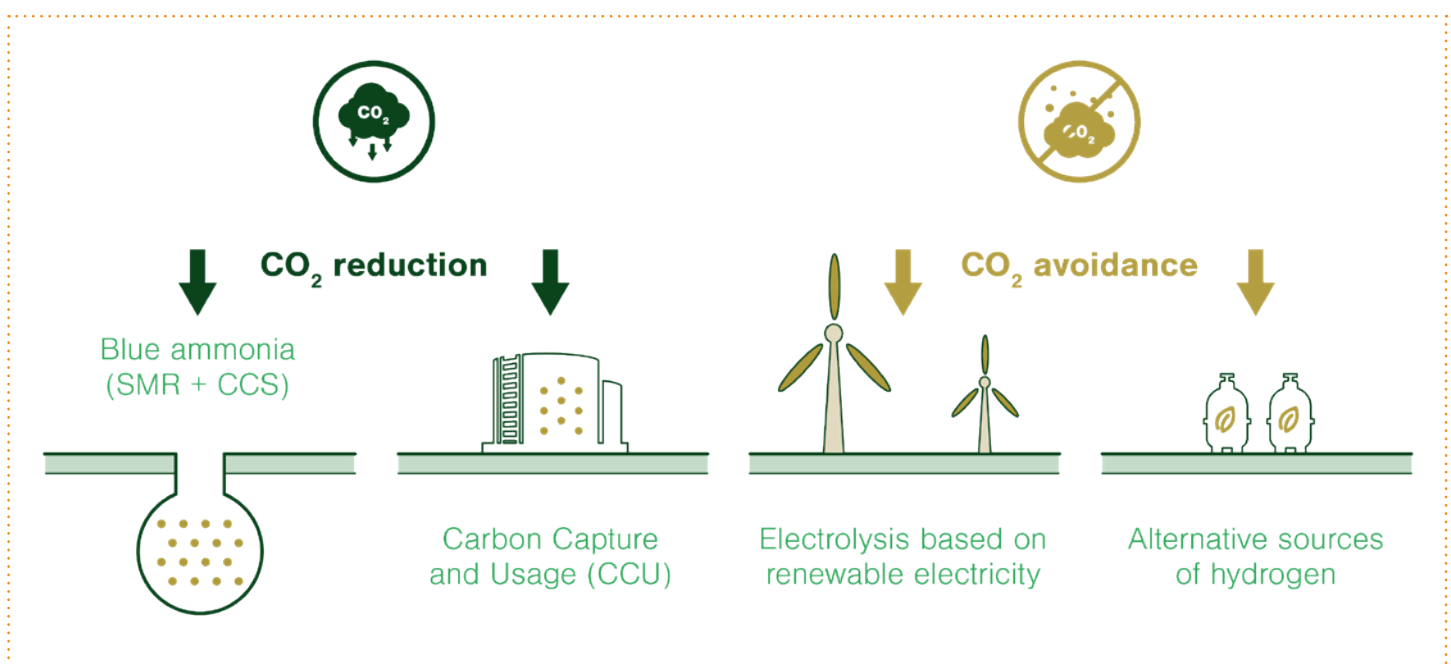 CO₂
CO₂
CO₂ reduction
CO₂ avoidance
Blue ammonia
(SMR + CCS)
Carbon Capture
and Usage (CCU)
Electrolysis based on
renewable electricity
Alternative sources
of hydrogen